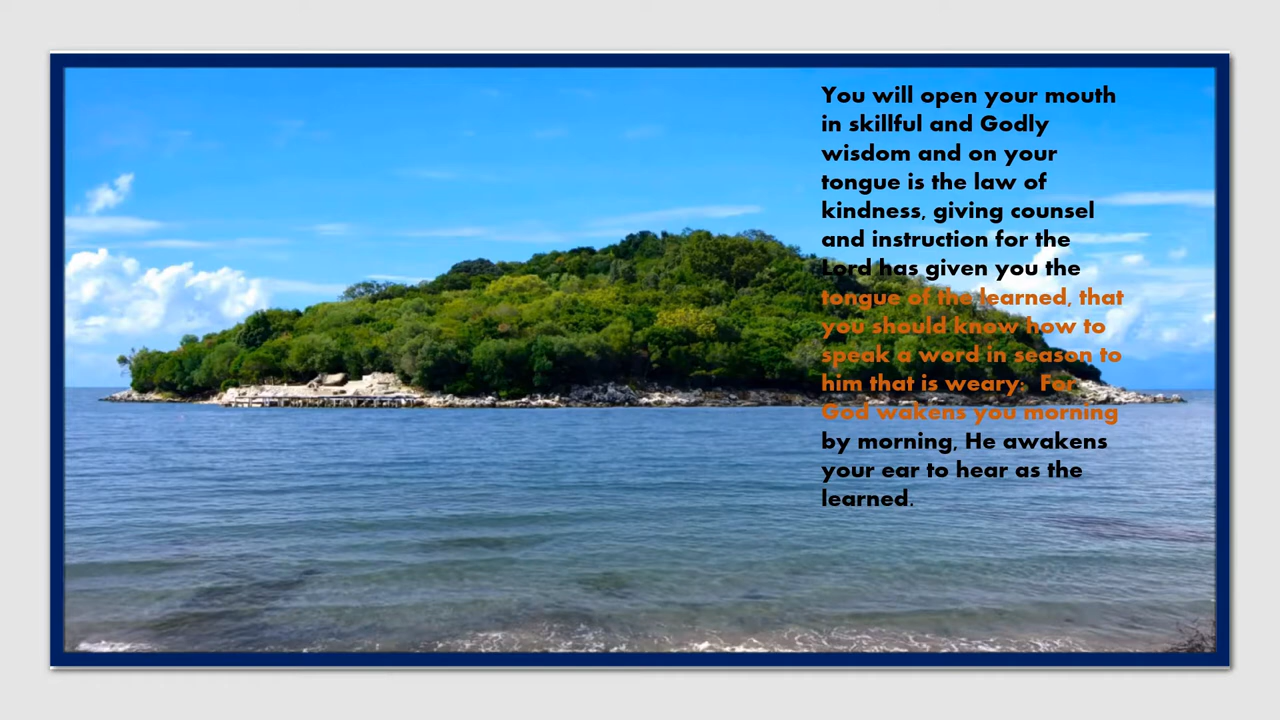 You will open your mouth
in skillful and Godly
wisdom and on your
tongue is the law of
kindness, giving counsel
and instruction for the
Lord has given you the
tongue of the learned, that
you should know how to
speak a word in season to
him that is weary:  For
God wakens you morning
by morning, He awakens
your ear to hear as the
learned.